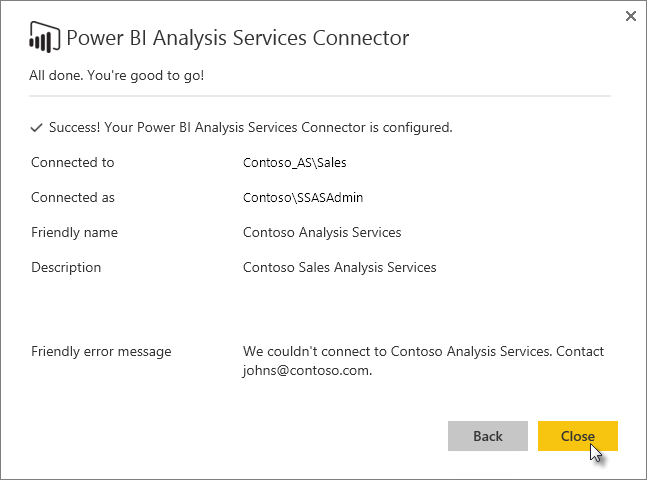 Power BI Analysis Services Connector
All done. You're good to go!
Success! Your Power BI Analysis Services Connector is configured.
Connected to Contoso_AS\Sales
Connected as Contoso\SSASAdmin
Friendly name Contoso Analysis Services
Description Contoso Sales Analysis Services
Friendly error message We couldn't connect to Contoso Analysis Services. Contact
johns@contoso.com.
Back Close